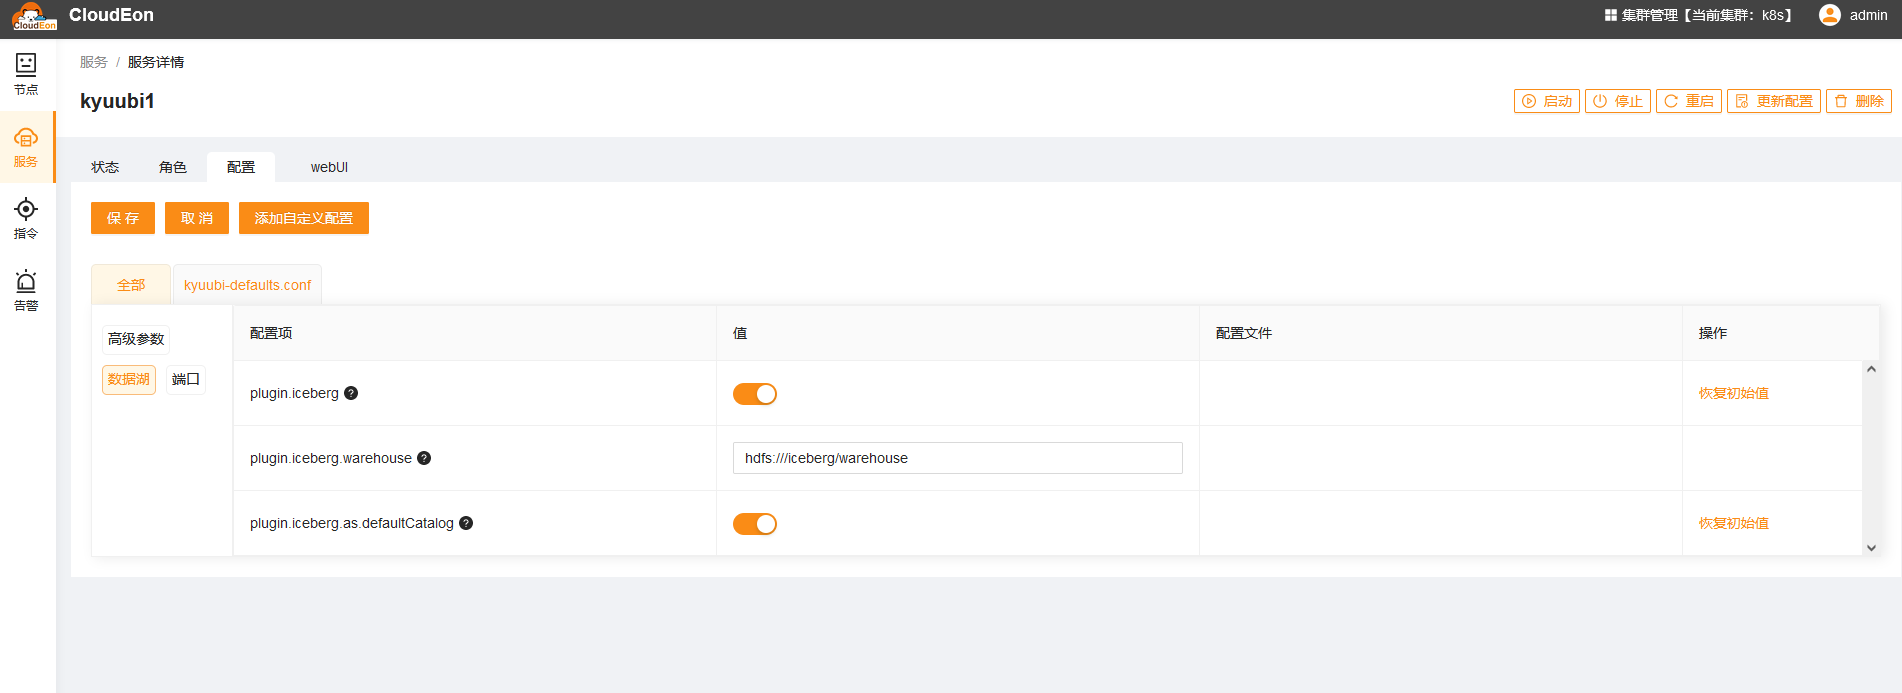 CloudEon
CloudEon
集群管理【当前集群：k8s】
admin
节点
服务
指令
告警
服务 / 服务详情
kyuubi1
启动
停止
重启
更新配置
删除
状态
角色
配置
webUI
保 存
取 消
添加自定义配置
全部
kyuubi-defaults.conf
高级参数
数据湖
端口
配置项
值
配置文件
操作
plugin.iceberg
恢复初始值
plugin.iceberg.warehouse
hdfs:///iceberg/warehouse
plugin.iceberg.as.defaultCatalog
恢复初始值